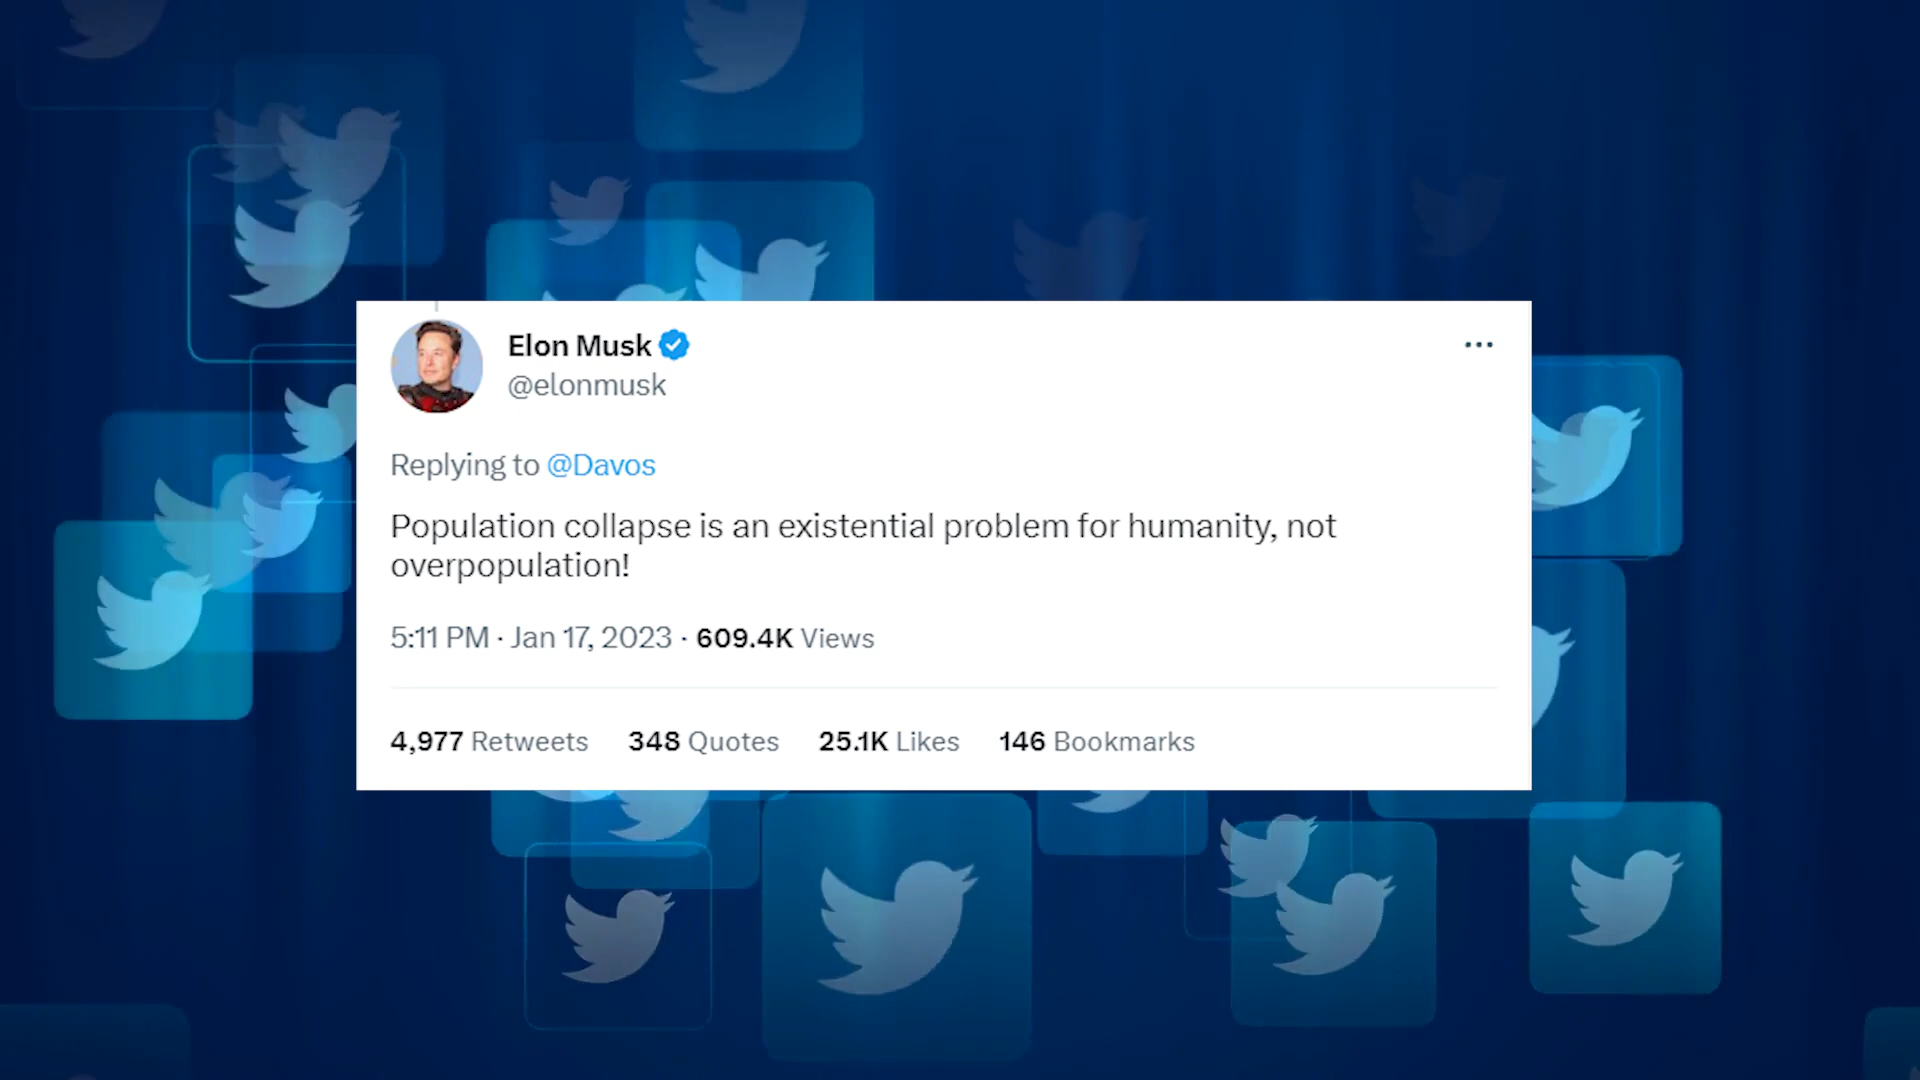 Elon Musk
@elonmusk
Replying to @Davos
Population collapse is an existential problem for humanity, not
overpopulation!
5:11 PM · Jan 17, 2023 · 609.4K Views
4,977 Retweets 348 Quotes 25.1K Likes 146 Bookmarks